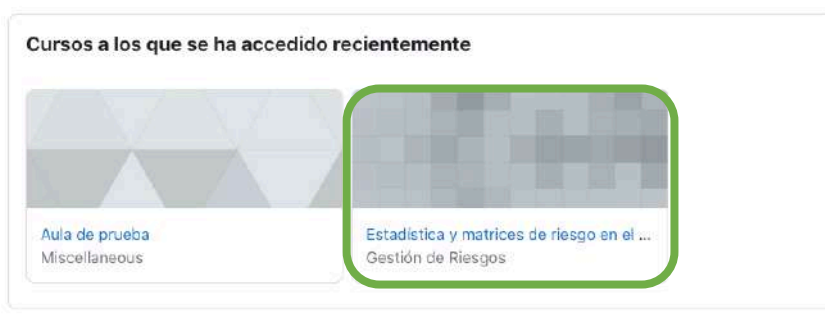 Cursos a los que se ha accedido recientemente
Aula de prueba
Miscellaneous
Estadística y matrices de riesgo en el ...
Gestión de Riesgos